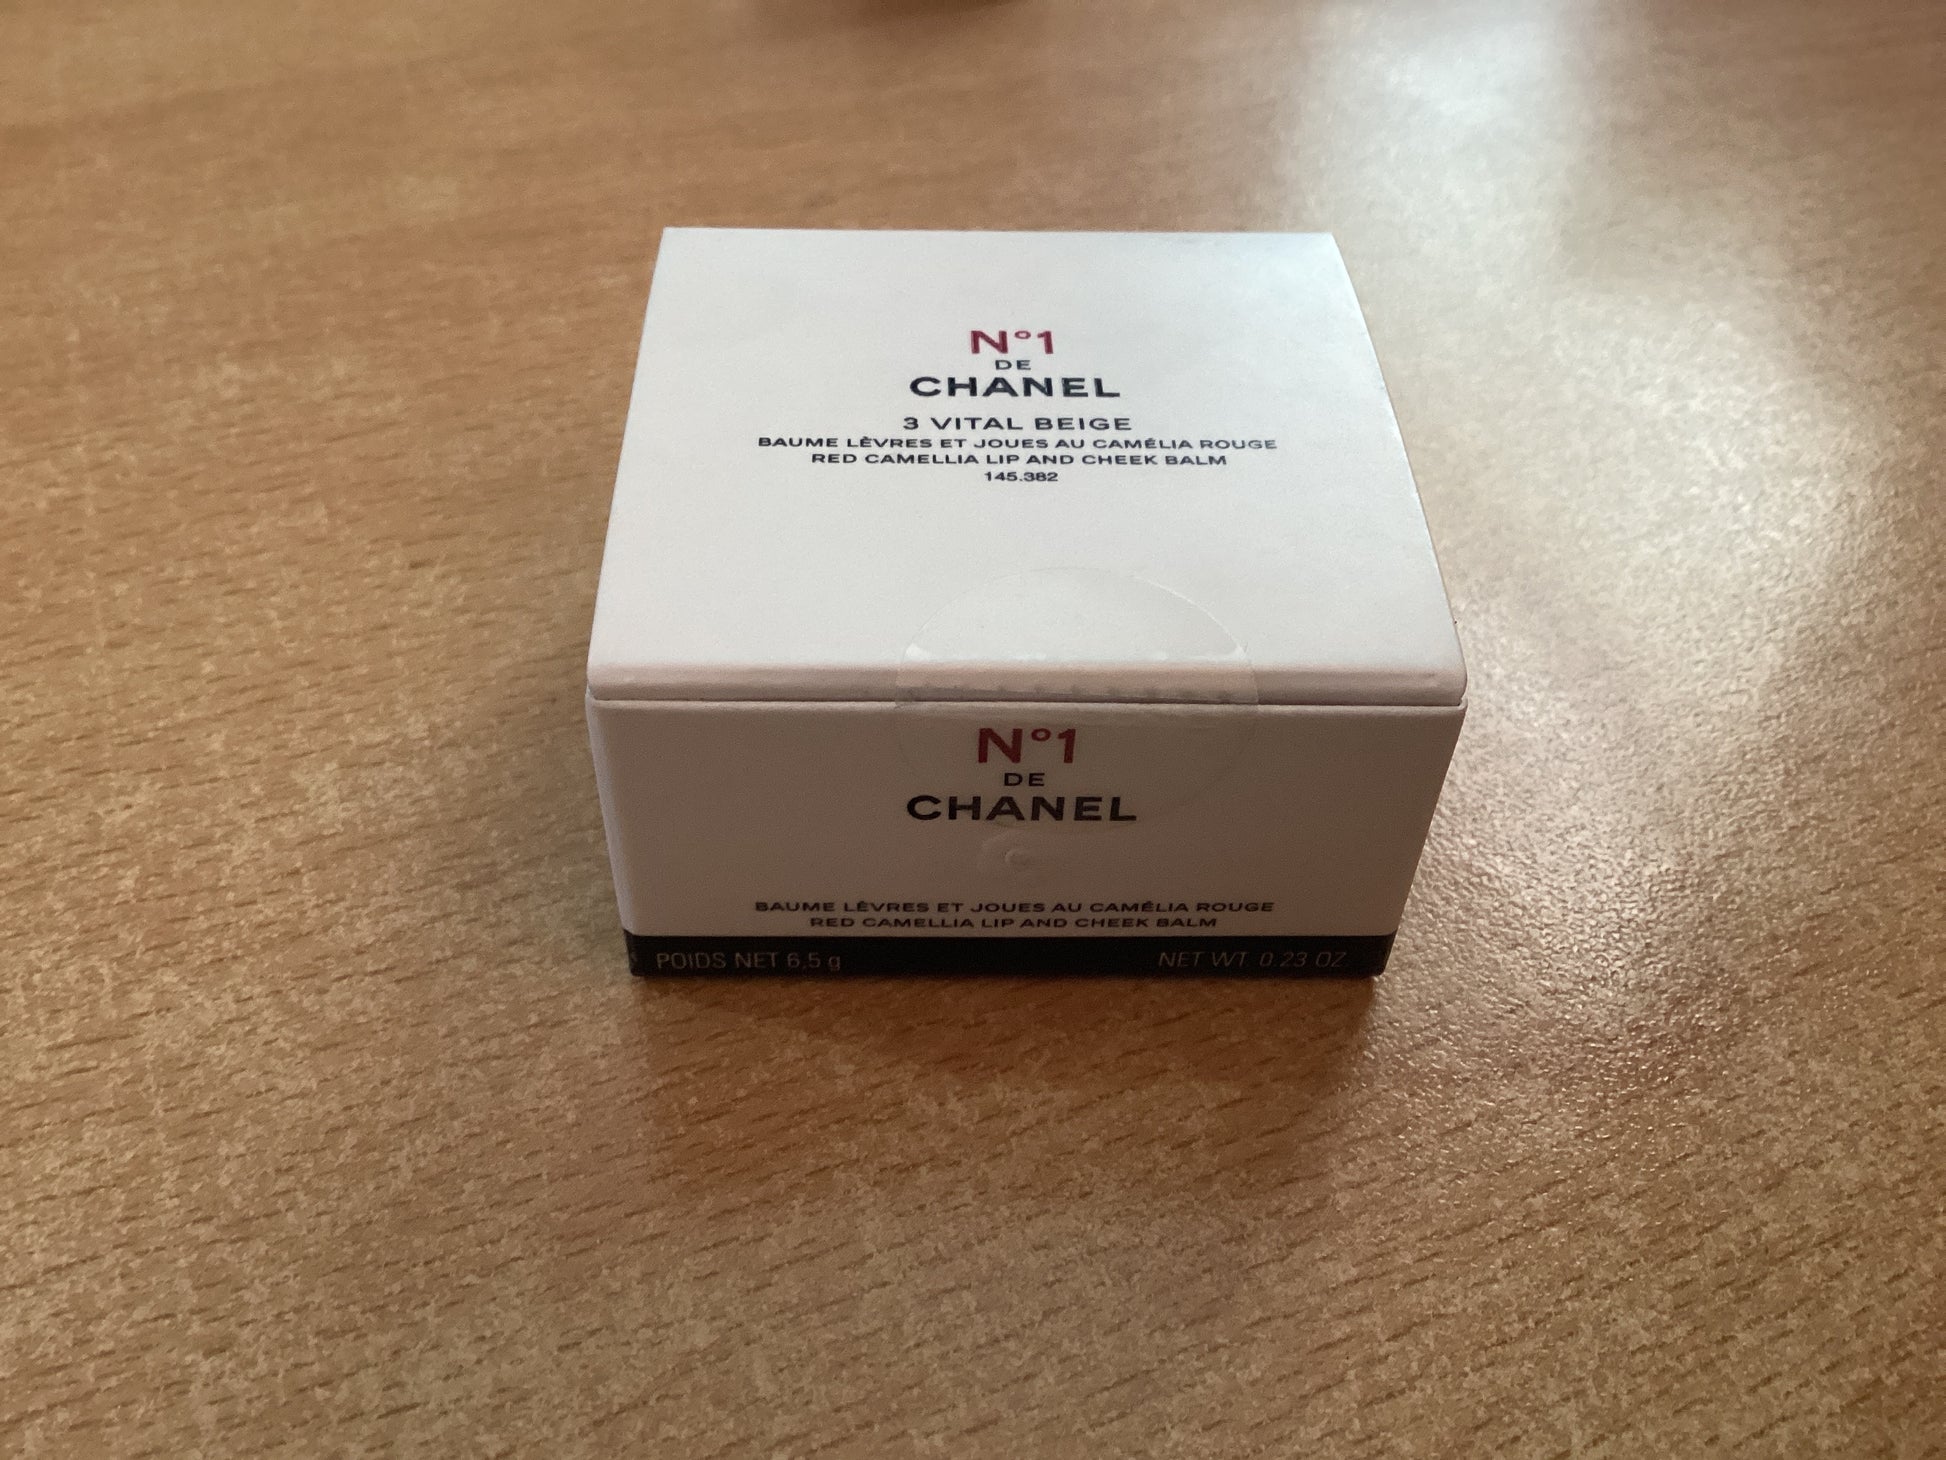 N°1
DE
CHANEL
3 VITAL BEIGE
BAUME LÈVRES ET JOUES AU CAMÉLIA ROUGE
RED CAMELLIA LIP AND CHEEK BALM
145.382
N°1
DE
CHANEL
BAUME LÈVRES ET JOUES AU CAMÉLIA ROUGE
RED CAMELLIA LIP AND CHEEK BALM
POIDS NET 6,5 g NET WT. 0.23 OZ.